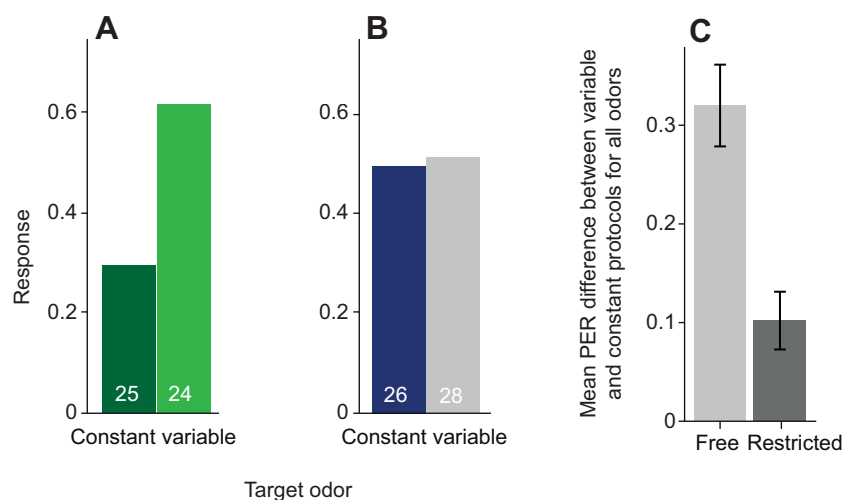 A
B
C
Response
0.6
0.4
0.2
0
25
24
Constant variable
0.6
0.4
0.2
0
26
28
Constant variable
Target odor
Mean PER difference between variable
and constant protocols for all odors
0.3
0.2
0.1
0
Free Restricted